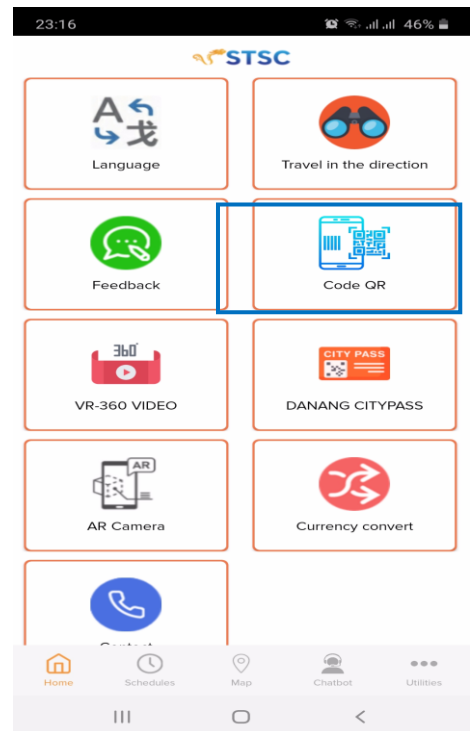 23:16 46%
STSC
Language Travel in the direction
Feedback Code QR
360°
CITY PASS
VR-360 VIDEO DANANG CITYPASS
AR
AR Camera Currency convert
Home Schedules Map Chatbot Utilities